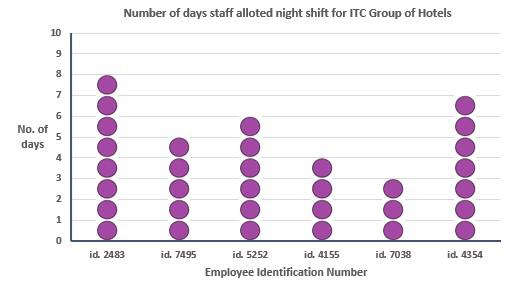 Number of days staff alloted night shift for ITC Group of Hotels
10
9
8
7
6
5
4
3
2
1
0
No. of
days
id. 2483 id. 7495 id. 5252 id. 4155 id. 7038 id. 4354
Employee Identification Number